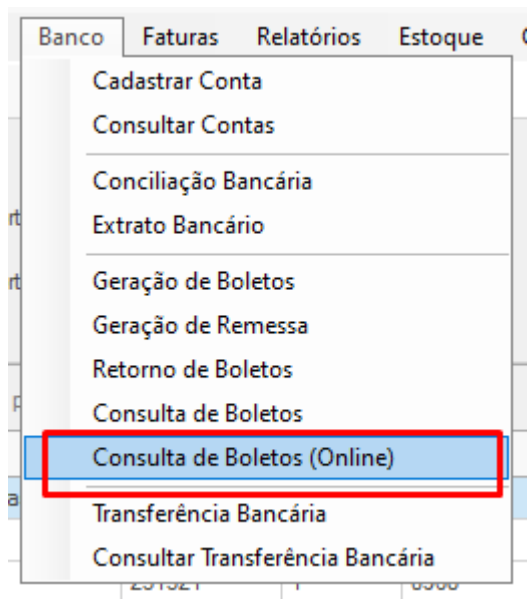 Banco Faturas Relatórios Estoque
Cadastrar Conta
Consultar Contas
Conciliação Bancária
Extrato Bancário
Geração de Boletos
Geração de Remessa
Retorno de Boletos
Consulta de Boletos
Consulta de Boletos (Online)
Transferência Bancária
Consultar Transferência Bancária